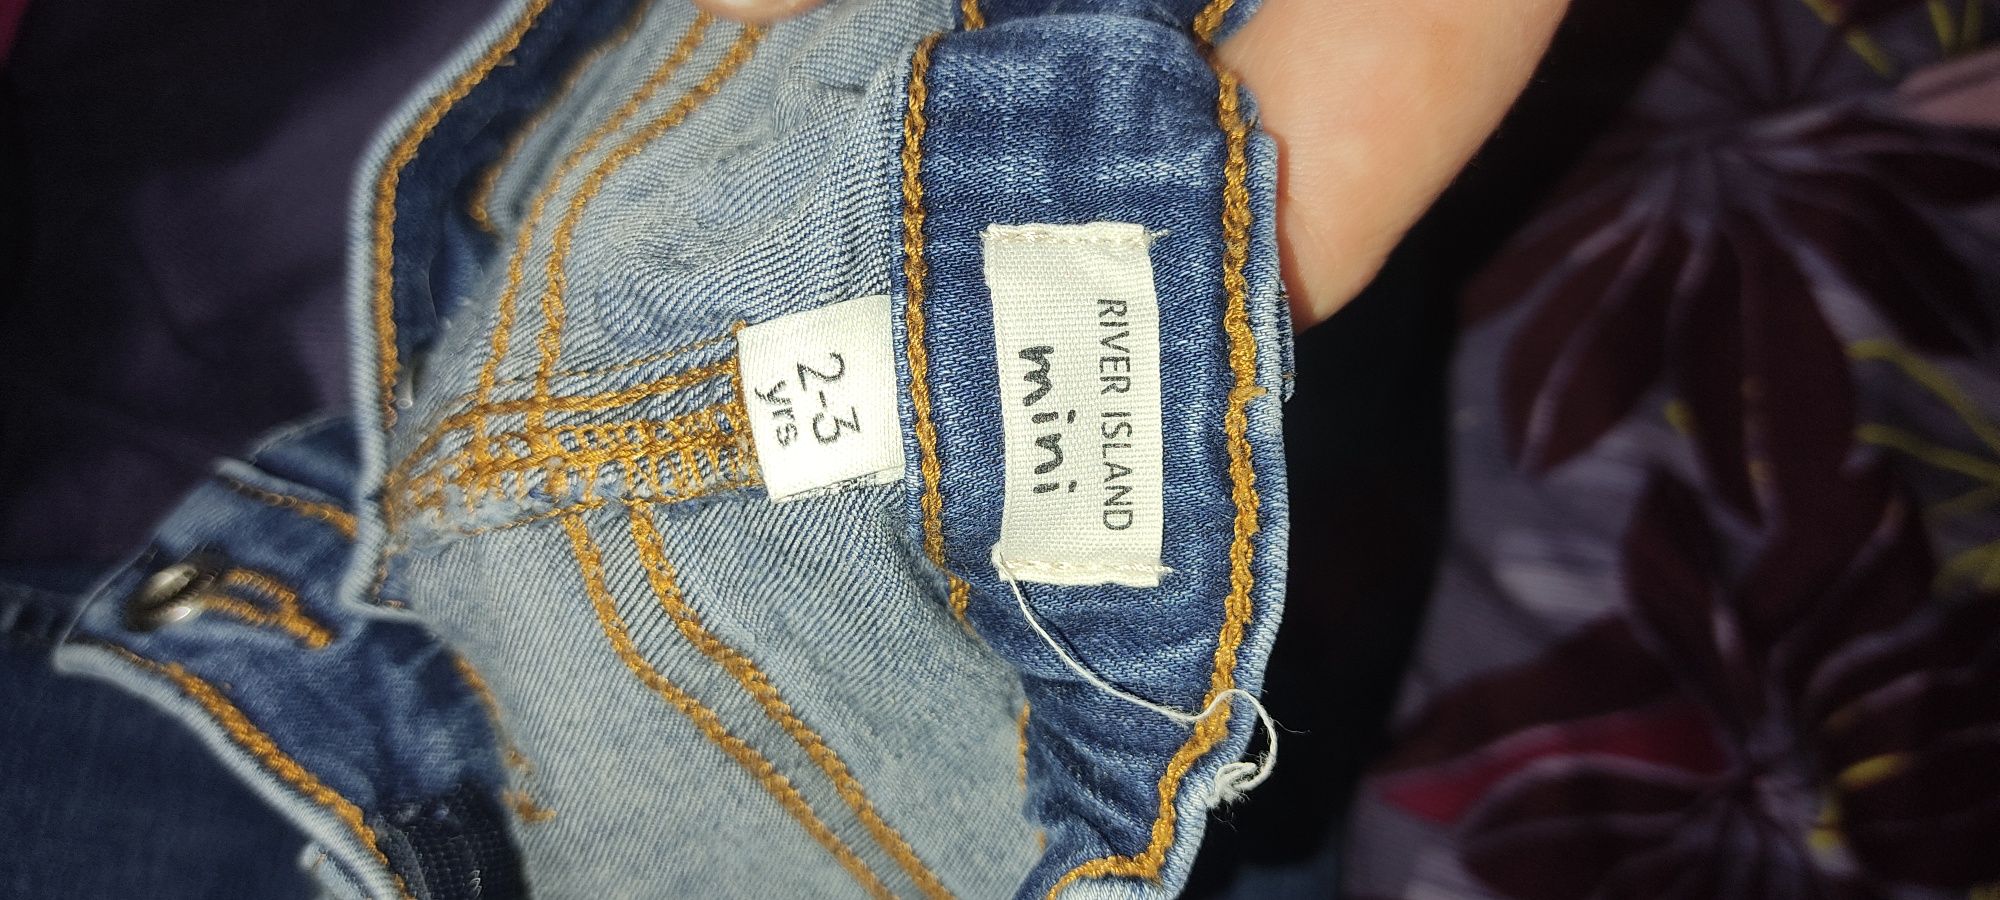 RIVER ISLAND
mini
2-3
yrs